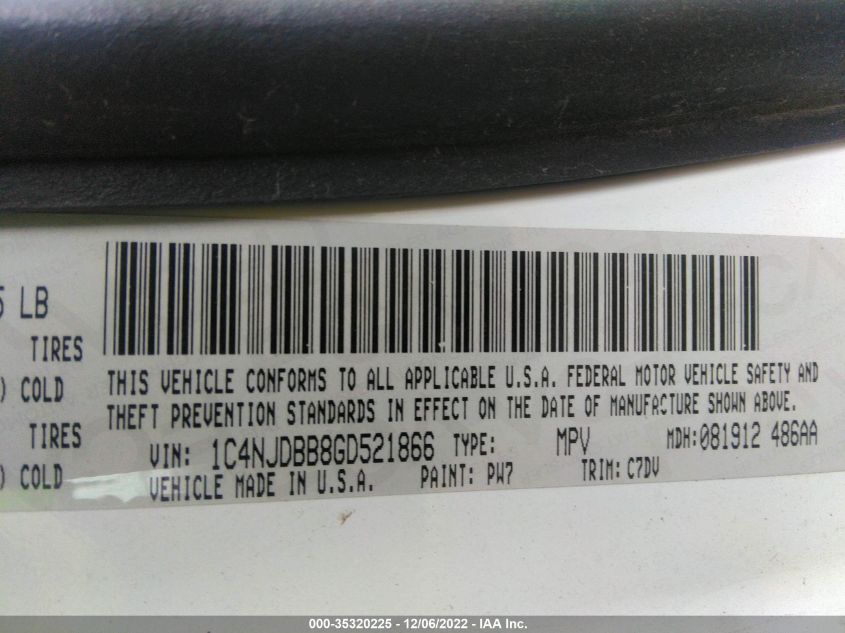 5 LB
TIRES
) COLD
TIRES
) COLD
THIS VEHICLE CONFORMS TO ALL APPLICABLE U.S.A. FEDERAL MOTOR VEHICLE SAFETY AND
THEFT PREVENTION STANDARDS IN EFFECT ON THE DATE OF MANUFACTURE SHOWN ABOVE.
VIN: 1C4NJDBB8GD521866 TYPE: MPV MDH:081912 486AA
VEHICLE MADE IN U.S.A. PAINT: PW7 TRIM: C7DV
000-35320225 - 12/06/2022 - IAA Inc.